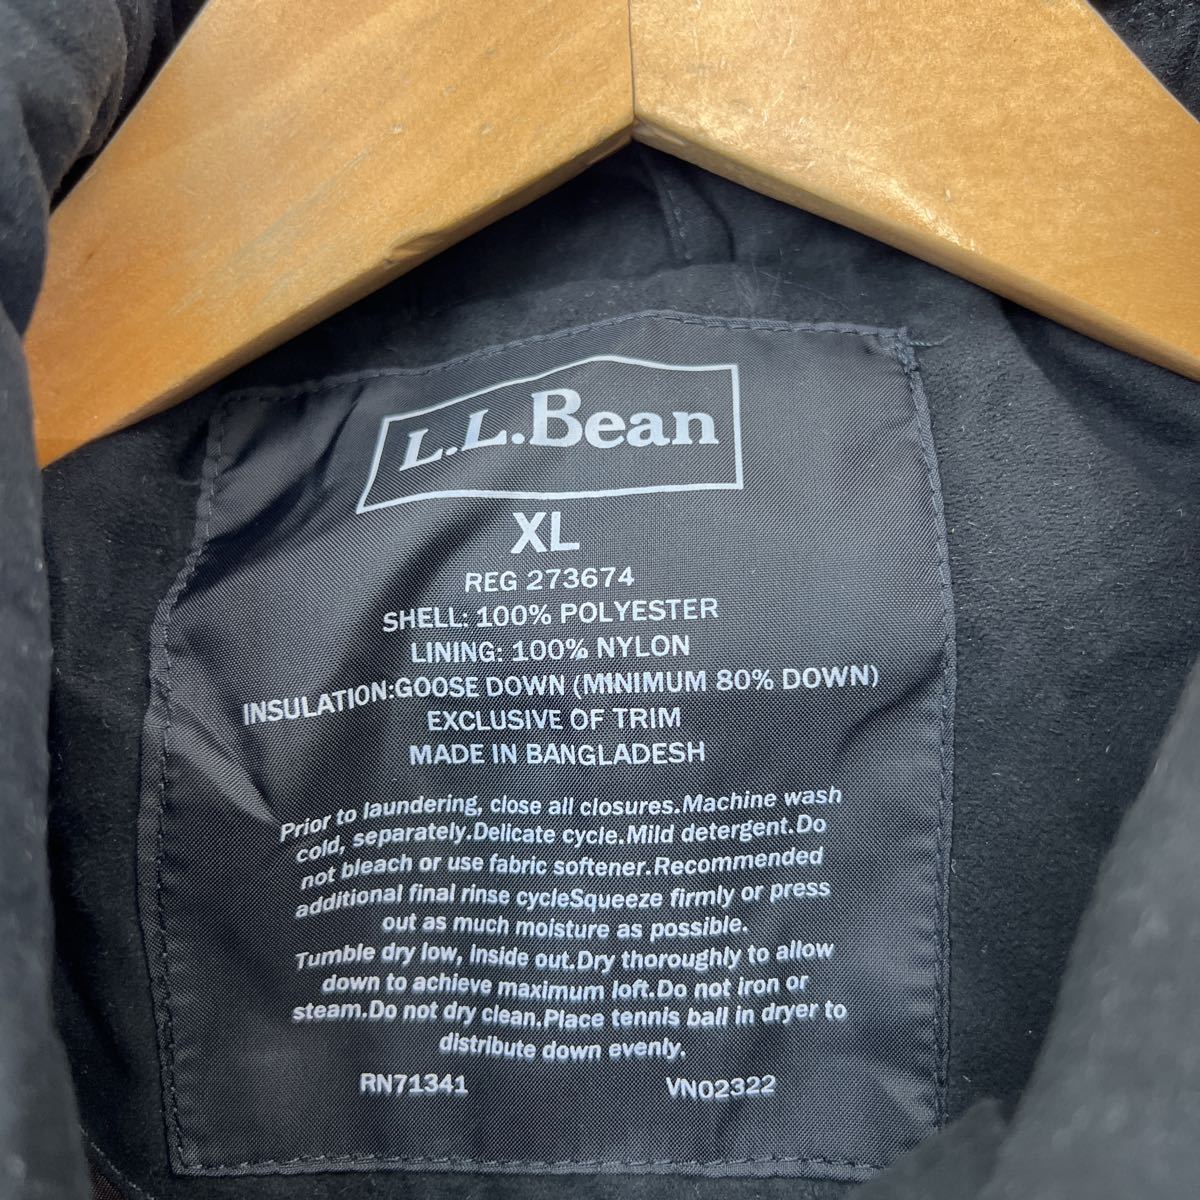 L.L.Bean
XL
REG 273674
SHELL: 100% POLYESTER
LINING: 100% NYLON
INSULATION:GOOSE DOWN (MINIMUM 80% DOWN)
EXCLUSIVE OF TRIM
MADE IN BANGLADESH
Prior to laundering, close all closures.Machine wash
cold, separately.Delicate cycle.Mild detergent.Do
not bleach or use fabric softener.Recommended
additional final rinse cycleSqueeze firmly or press
out as much moisture as possible.
Tumble dry low, inside out.Dry thoroughly to allow
down to achieve maximum loft.Do not iron or
steam.Do not dry clean.Place tennis ball in dryer to
distribute down evenly.
RN71341 VN02322